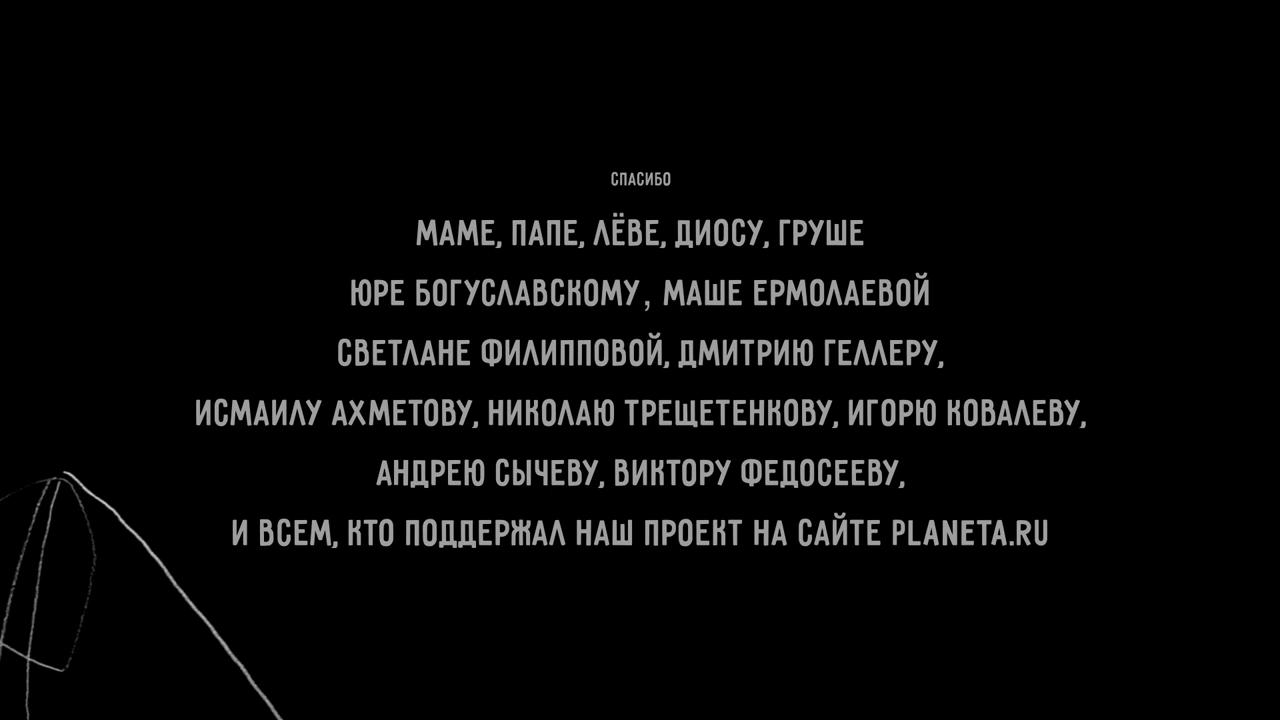 СПАСИБО
МАМЕ, ПАПЕ, ЛЁВЕ, ДИОСУ, ГРУШЕ
ЮРЕ БОГУСЛАВСКОМУ, МАШЕ ЕРМОЛАЕВОЙ
СВЕТЛАНЕ ФИЛИППОВОЙ, ДМИТРИЮ ГЕЛЛЕРУ,
ИСМАИЛУ АХМЕТОВУ, НИКОЛАЮ ТРЕЩЕТЕНКОВУ, ИГОРЮ КОВАЛЕВУ,
АНДРЕЮ СЫЧЕВУ, ВИКТОРУ ФЕДОСЕЕВУ,
И ВСЕМ, КТО ПОДДЕРЖАЛ НАШ ПРОЕКТ НА САЙТЕ PLANETA.RU